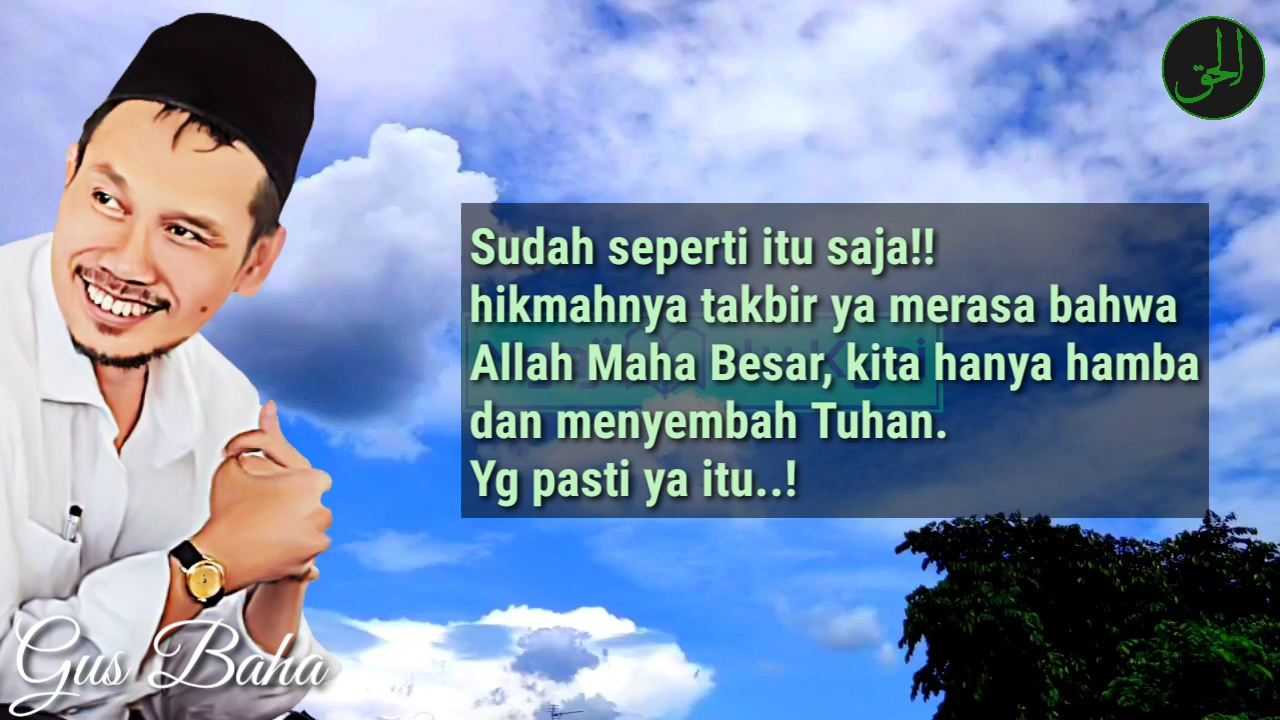 الحق
Sudah seperti itu saja!!
hikmahnya takbir ya merasa bahwa
Allah Maha Besar, kita hanya hamba
dan menyembah Tuhan.
Yg pasti ya itu..!
Gus Baha